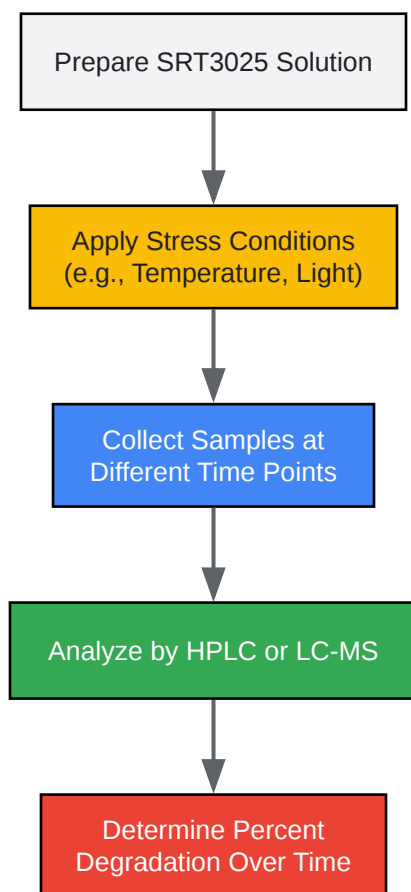 Prepare SRT3025 Solution
Apply Stress Conditions
(e.g., Temperature, Light)
Collect Samples at
Different Time Points
Analyze by HPLC or LC-MS
Determine Percent
Degradation Over Time